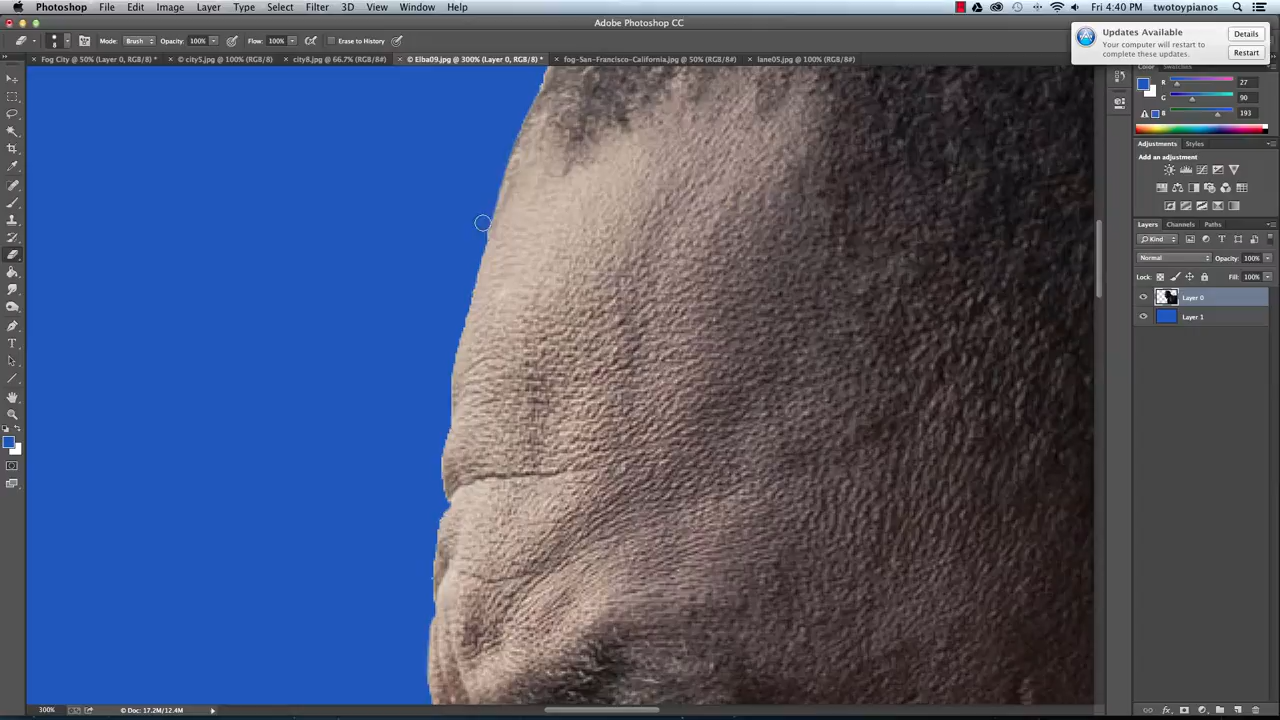 Photoshop File Edit Image Layer Type Select Filter 3D View Window Help Fri 4:40 PM twotoypianos
Adobe Photoshop CC
Updates Available
Your computer will restart to complete these updates.
Details
Restart
8 Mode: Brush Opacity: 100% Flow: 100% Erase to History
× Fog City @ 50% (Layer 0, RGB/8) * × © city5.jpg @ 100% (RGB/8) × city8.jpg @ 66.7% (RGB/8#) × © Elba09.jpg @ 300% (Layer 0, RGB/8) * × fog-San-Francisco-California.jpg @ 50% (RGB/8#) × lane05.jpg @ 100% (RGB/8#)
Color Swatches
R 27
G 90
B 193
Adjustments Styles
Add an adjustment
Layers Channels Paths
Kind
Normal Opacity: 100%
Lock: Fill: 100%
Layer 0
Layer 1
300% Doc: 17.2M/12.4M